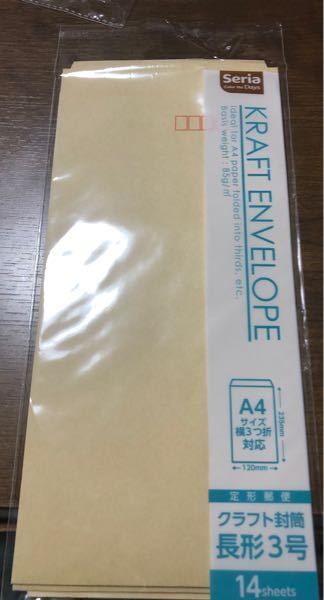 Seria
Color the Days
KRAFT ENVELOPE
Ideal for A4 paper folded into thirds, etc.
Basis weight : 85g/㎡
A4
サイズ
横3つ折
対応
235mm
120mm
定形郵便
クラフト封筒
長形3号
14sheets